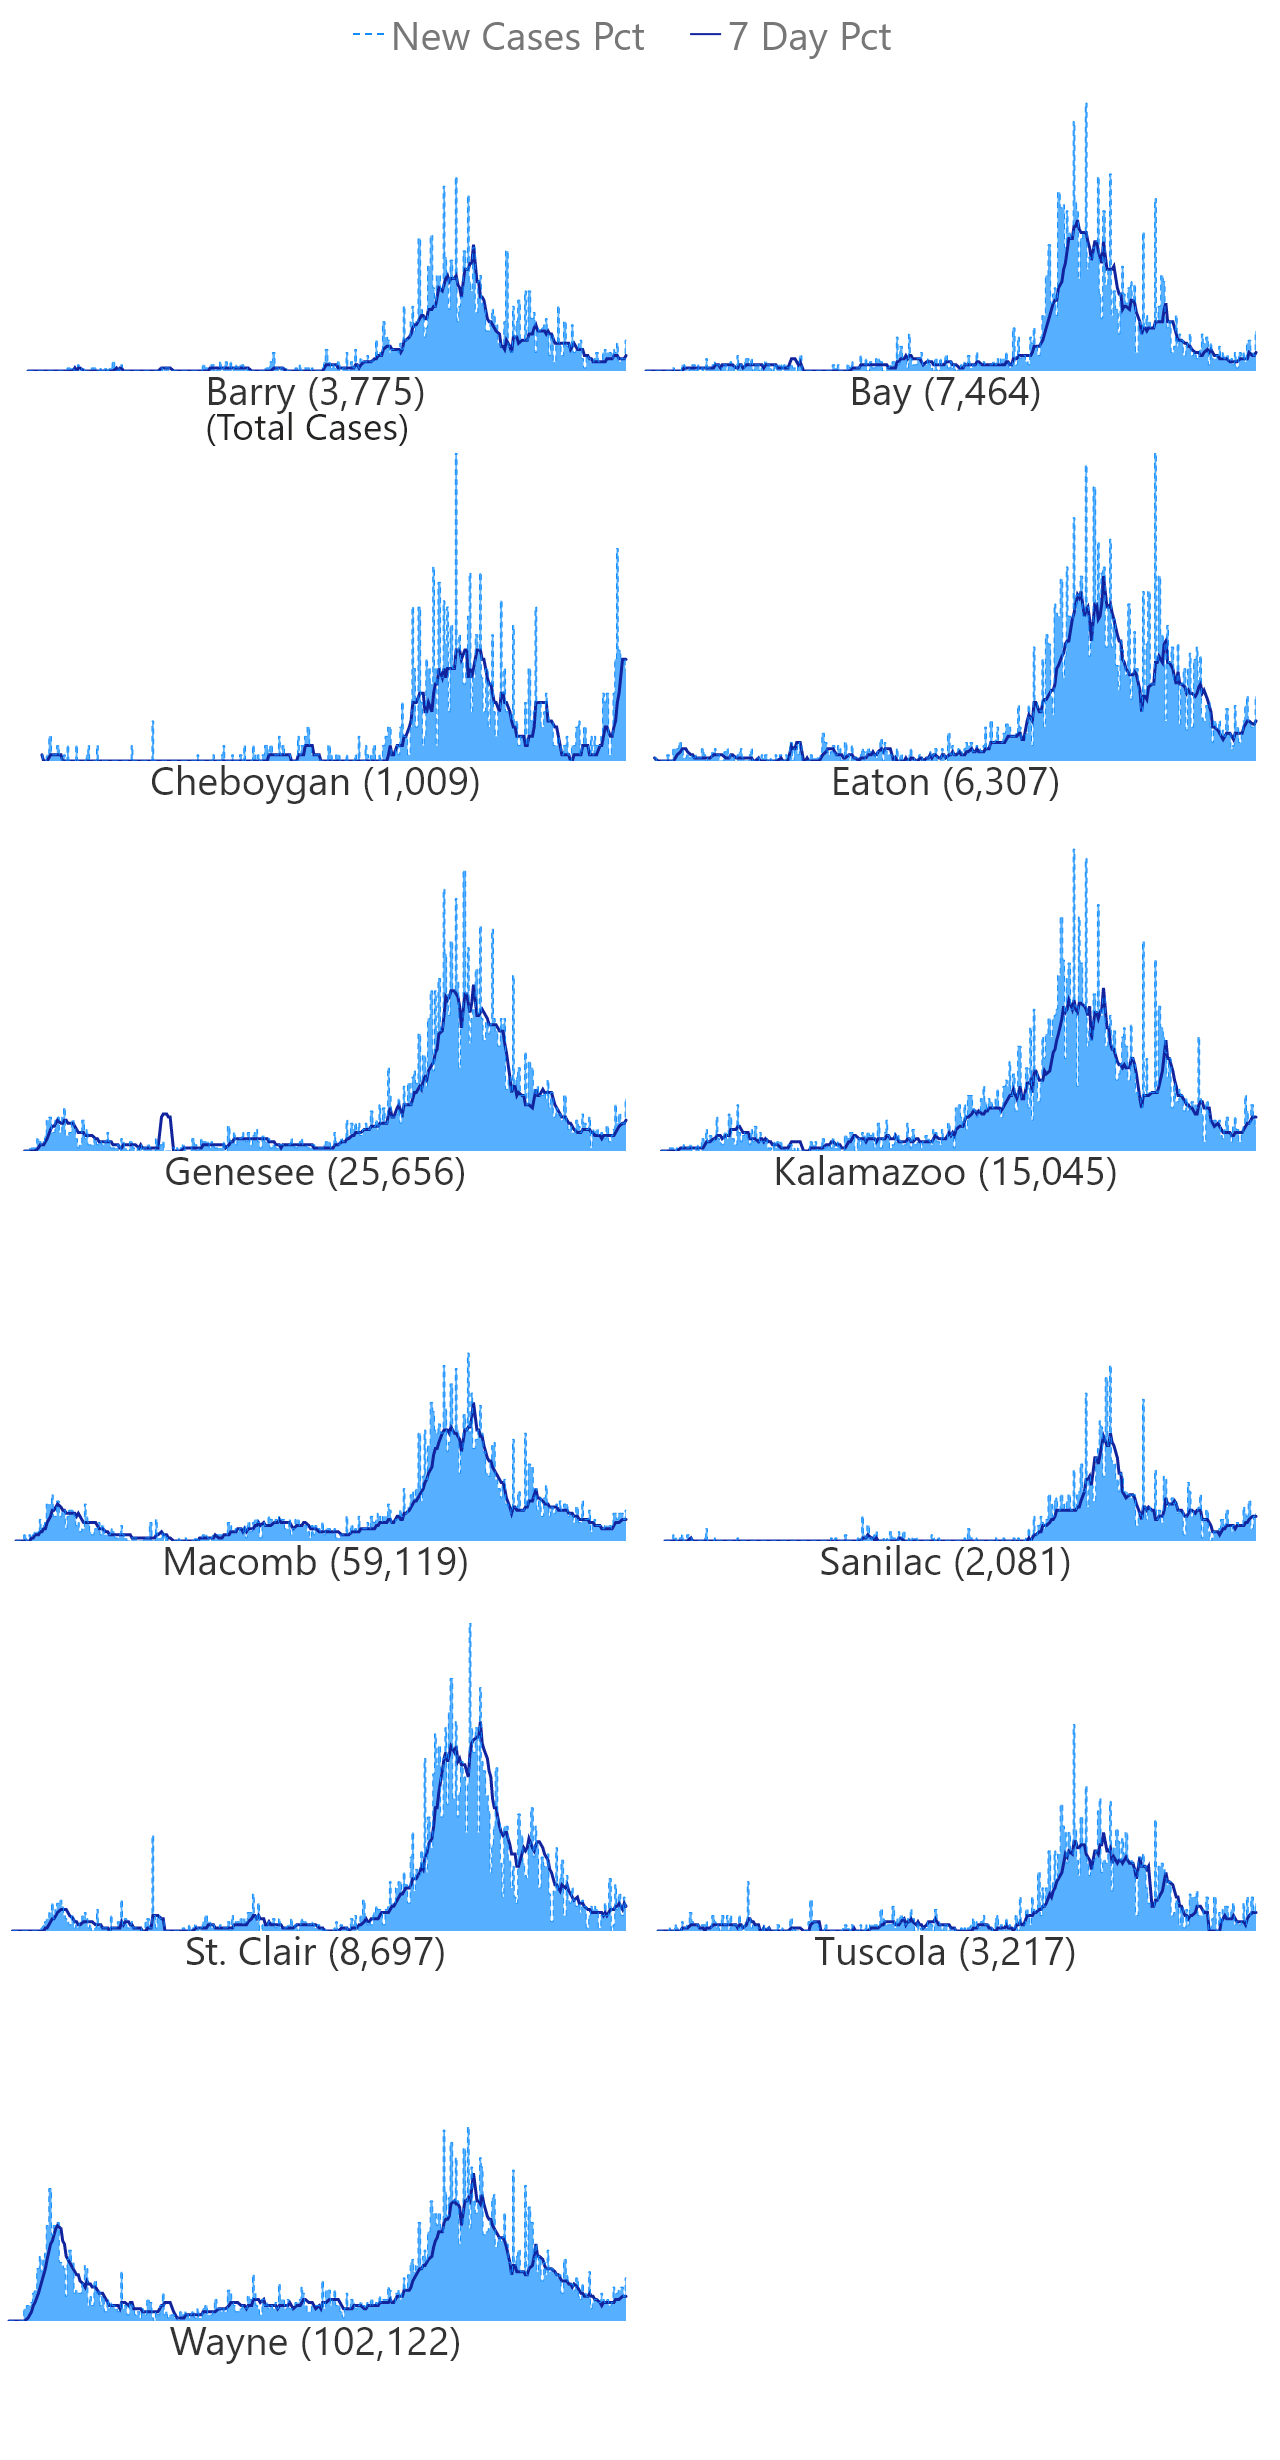 New Cases Pct 7 Day Pct
Barry (3,775) Bay (7,464)
(Total Cases)
Cheboygan (1,009) Eaton (6,307)
Genesee (25,656) Kalamazoo (15,045)
Macomb (59,119) Sanilac (2,081)
St. Clair (8,697) Tuscola (3,217)
Wayne (102,122)